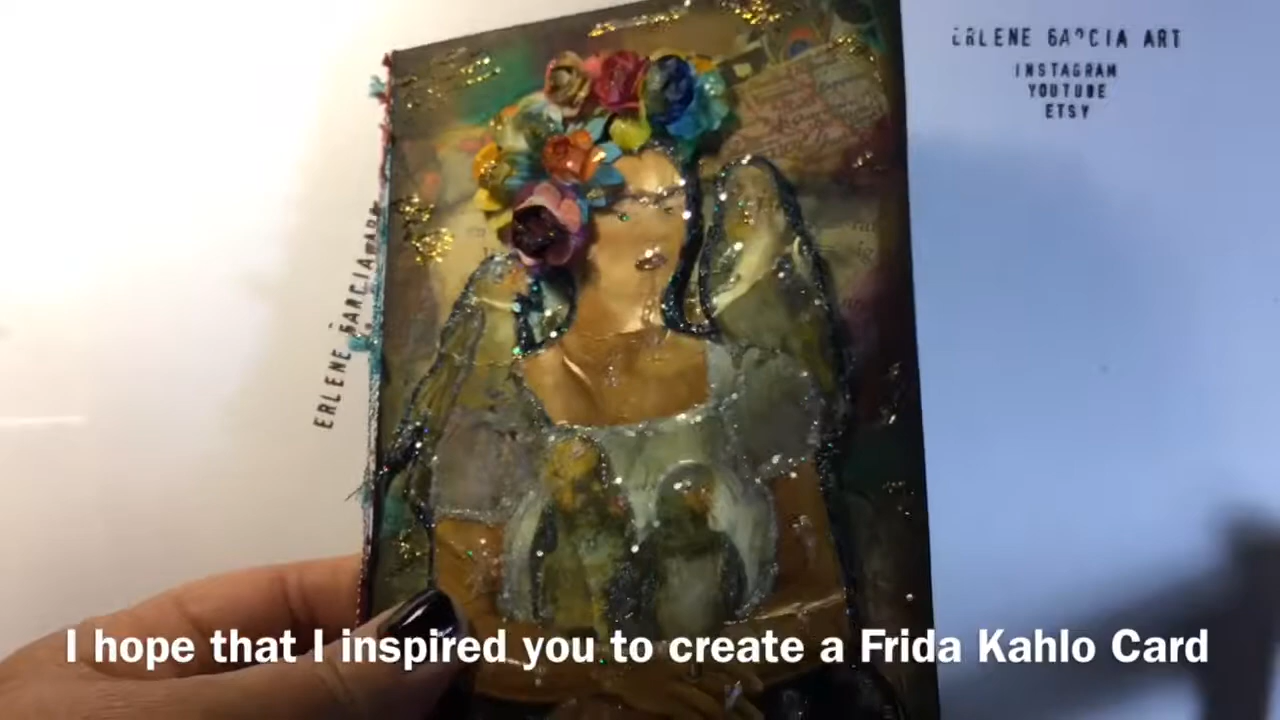 ERLENE GARCIA ART
INSTAGRAM
YOUTUBE
ETSY
ERLENE GARCIA ART
I hope that I inspired you to create a Frida Kahlo Card